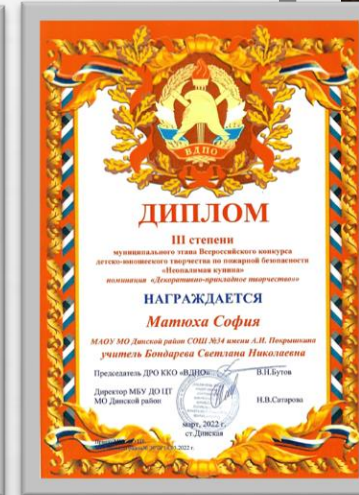 ВДПО
ДИПЛОМ
III степени
муниципального этапа Всероссийского конкурса
детско-юношеского творчества по пожарной безопасности
«Неопалимая купина»
номинация «Декоративно-прикладное творчество»
НАГРАЖДАЕТСЯ
Матюха София
МАОУ МО Динской район СОШ №34 имени А.И. Покрышкина
учитель Бондарева Светлана Николаевна
Председатель ДРО ККО «ВДПО»
В.И.Бутов
Директор МБУ ДО ЦТ
МО Динской район
Н.В.Сатарова
март, 2022 г.
ст.Динская